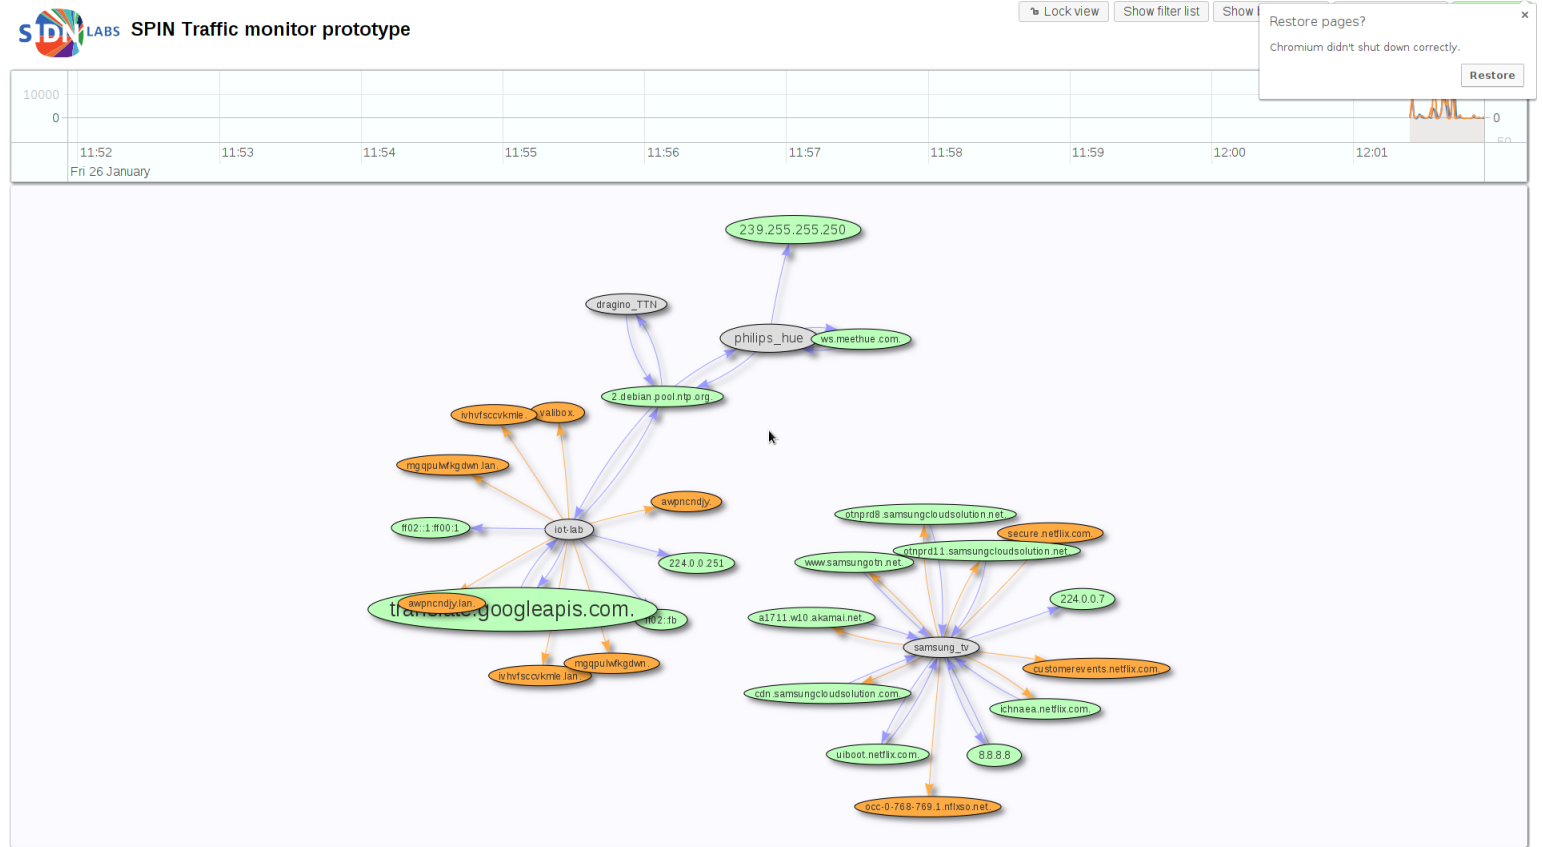 SIDN LABS
SPIN Traffic monitor prototype
Lock view
Show filter list
Show
Restore pages?
Chromium didn't shut down correctly.
Restore
10000
0
0
50
11:52
11:53
11:54
11:55
11:56
11:57
11:58
11:59
12:00
12:01
Fri 26 January
239.255.255.250
dragino_TTN
philips_hue
ws.meethue.com.
2.debian.pool.ntp.org.
ivhvfsccvkmle.
valibox.
mgqpulwfkgdwn.lan.
awpncndjy.
ff02::1:ff00:1
iot-lab
224.0.0.251
awpncndjy.lan.
.googleapis.com.
ff02::fb
ivhvfsccvkmle.lan.
mgqpulwfkgdwn.
otnprd8.samsungcloudsolution.net.
secure.netflix.com.
otnprd11.samsungcloudsolution.net.
www.samsungotn.net.
224.0.0.7
a1711.w10.akamai.net.
samsung_tv
customerevents.netflix.com.
cdn.samsungcloudsolution.com.
ichnaea.netflix.com.
uiboot.netflix.com.
8.8.8.8
occ-0-768-769.1.nflxso.net.